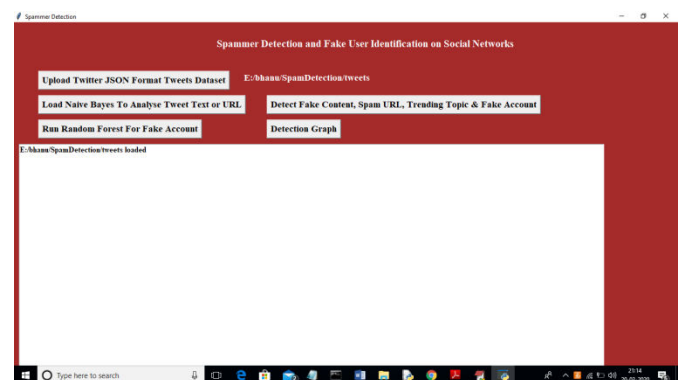 Spammer Detection
Spammer Detection and Fake User Identification on Social Networks
Upload Twitter JSON Format Tweets Dataset
E:/bhanu/SpamDetection/tweets
Load Naive Bayes To Analyse Tweet Text or URL
Detect Fake Content, Spam URL, Trending Topic & Fake Account
Run Random Forest For Fake Account
Detection Graph
E:/bhanu/SpamDetection/tweets loaded
Type here to search
23:14